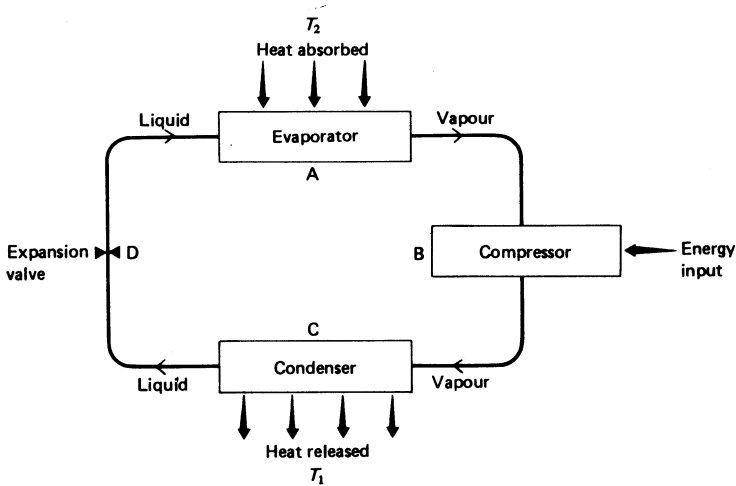 T2
Heat absorbed
Liquid
Vapour
Evaporator
A
Expansion
valve
D
B
Compressor
Energy
input
C
Condenser
Liquid
Vapour
Heat released
T1